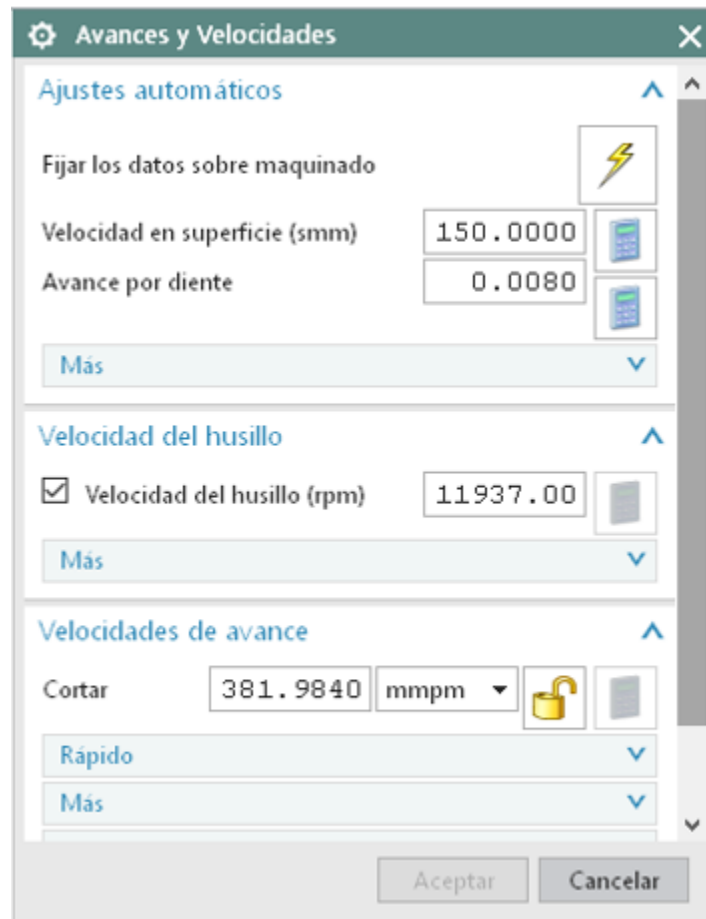 Avances y Velocidades
Ajustes automáticos
Fijar los datos sobre maquinado
Velocidad en superficie (smm) 150.0000
Avance por diente 0.0080
Más
Velocidad del husillo
Velocidad del husillo (rpm) 11937.00
Más
Velocidades de avance
Cortar 381.9840 mmpm
Rápido
Más
Aceptar Cancelar